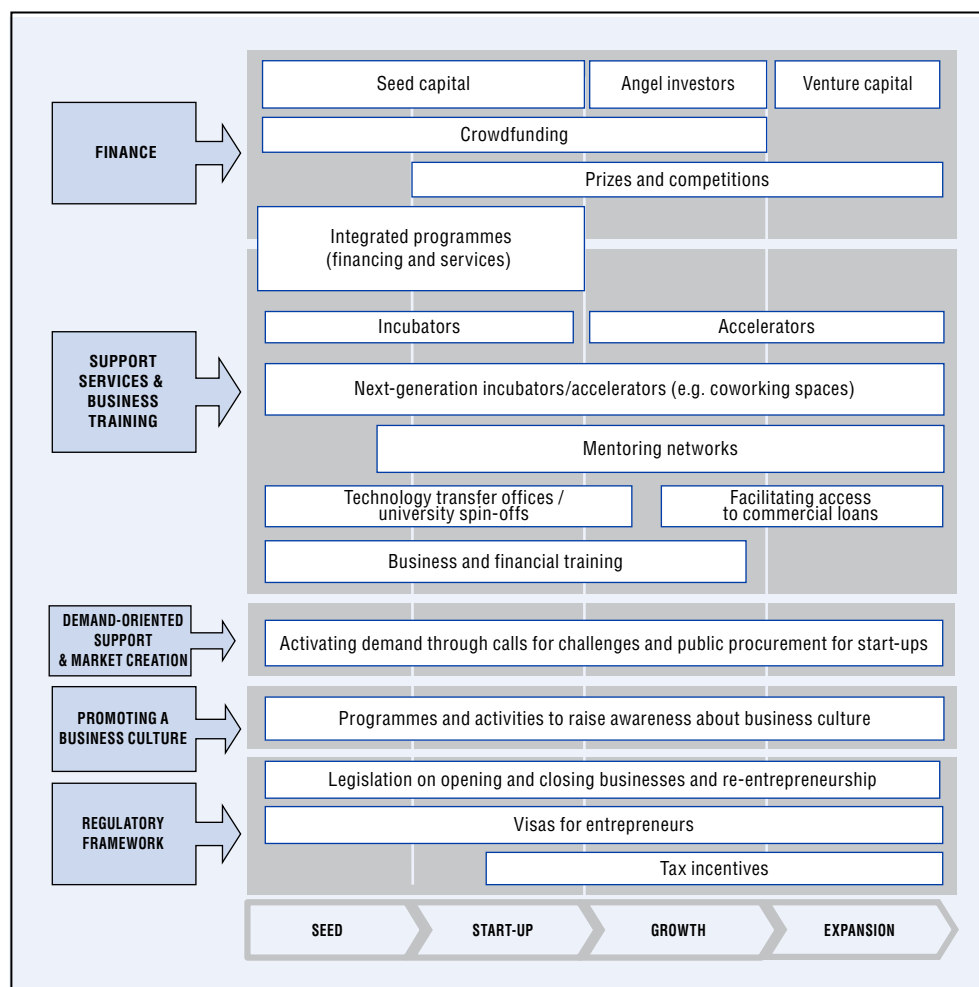 FINANCE
Seed capital
Angel investors
Venture capital
Crowdfunding
Prizes and competitions
Integrated programmes
(financing and services)
SUPPORT
SERVICES &
BUSINESS
TRAINING
Incubators
Accelerators
Next-generation incubators/accelerators (e.g. coworking spaces)
Mentoring networks
Technology transfer offices /
university spin-offs
Facilitating access
to commercial loans
Business and financial training
DEMAND-ORIENTED
SUPPORT
& MARKET CREATION
Activating demand through calls for challenges and public procurement for start-ups
PROMOTING A
BUSINESS CULTURE
Programmes and activities to raise awareness about business culture
REGULATORY
FRAMEWORK
Legislation on opening and closing businesses and re-entrepreneurship
Visas for entrepreneurs
Tax incentives
SEED
START-UP
GROWTH
EXPANSION